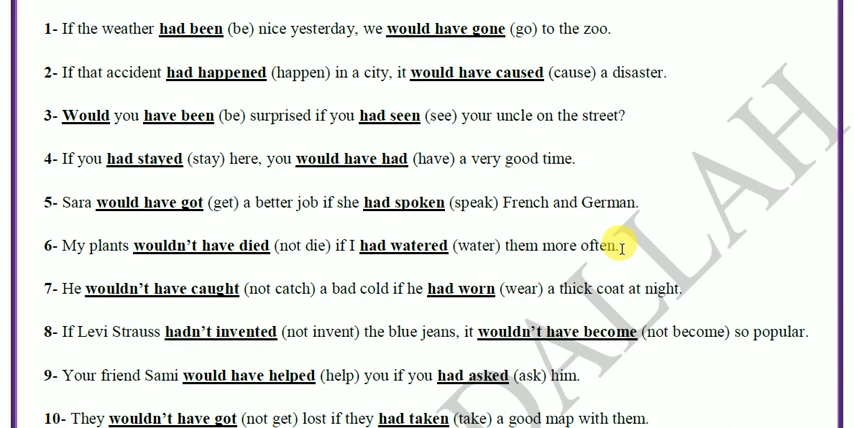 1- If the weather had been (be) nice yesterday, we would have gone (go) to the zoo.
2- If that accident had happened (happen) in a city, it would have caused (cause) a disaster.
3- Would you have been (be) surprised if you had seen (see) your uncle on the street?
4- If you had stayed (stay) here, you would have had (have) a very good time.
5- Sara would have got (get) a better job if she had spoken (speak) French and German.
6- My plants wouldn't have died (not die) if I had watered (water) them more often.
7- He wouldn't have caught (not catch) a bad cold if he had worn (wear) a thick coat at night.
8- If Levi Strauss hadn't invented (not invent) the blue jeans, it wouldn't have become (not become) so popular.
9- Your friend Sami would have helped (help) you if you had asked (ask) him.
10- They wouldn't have got (not get) lost if they had taken (take) a good map with them.
DALLAH